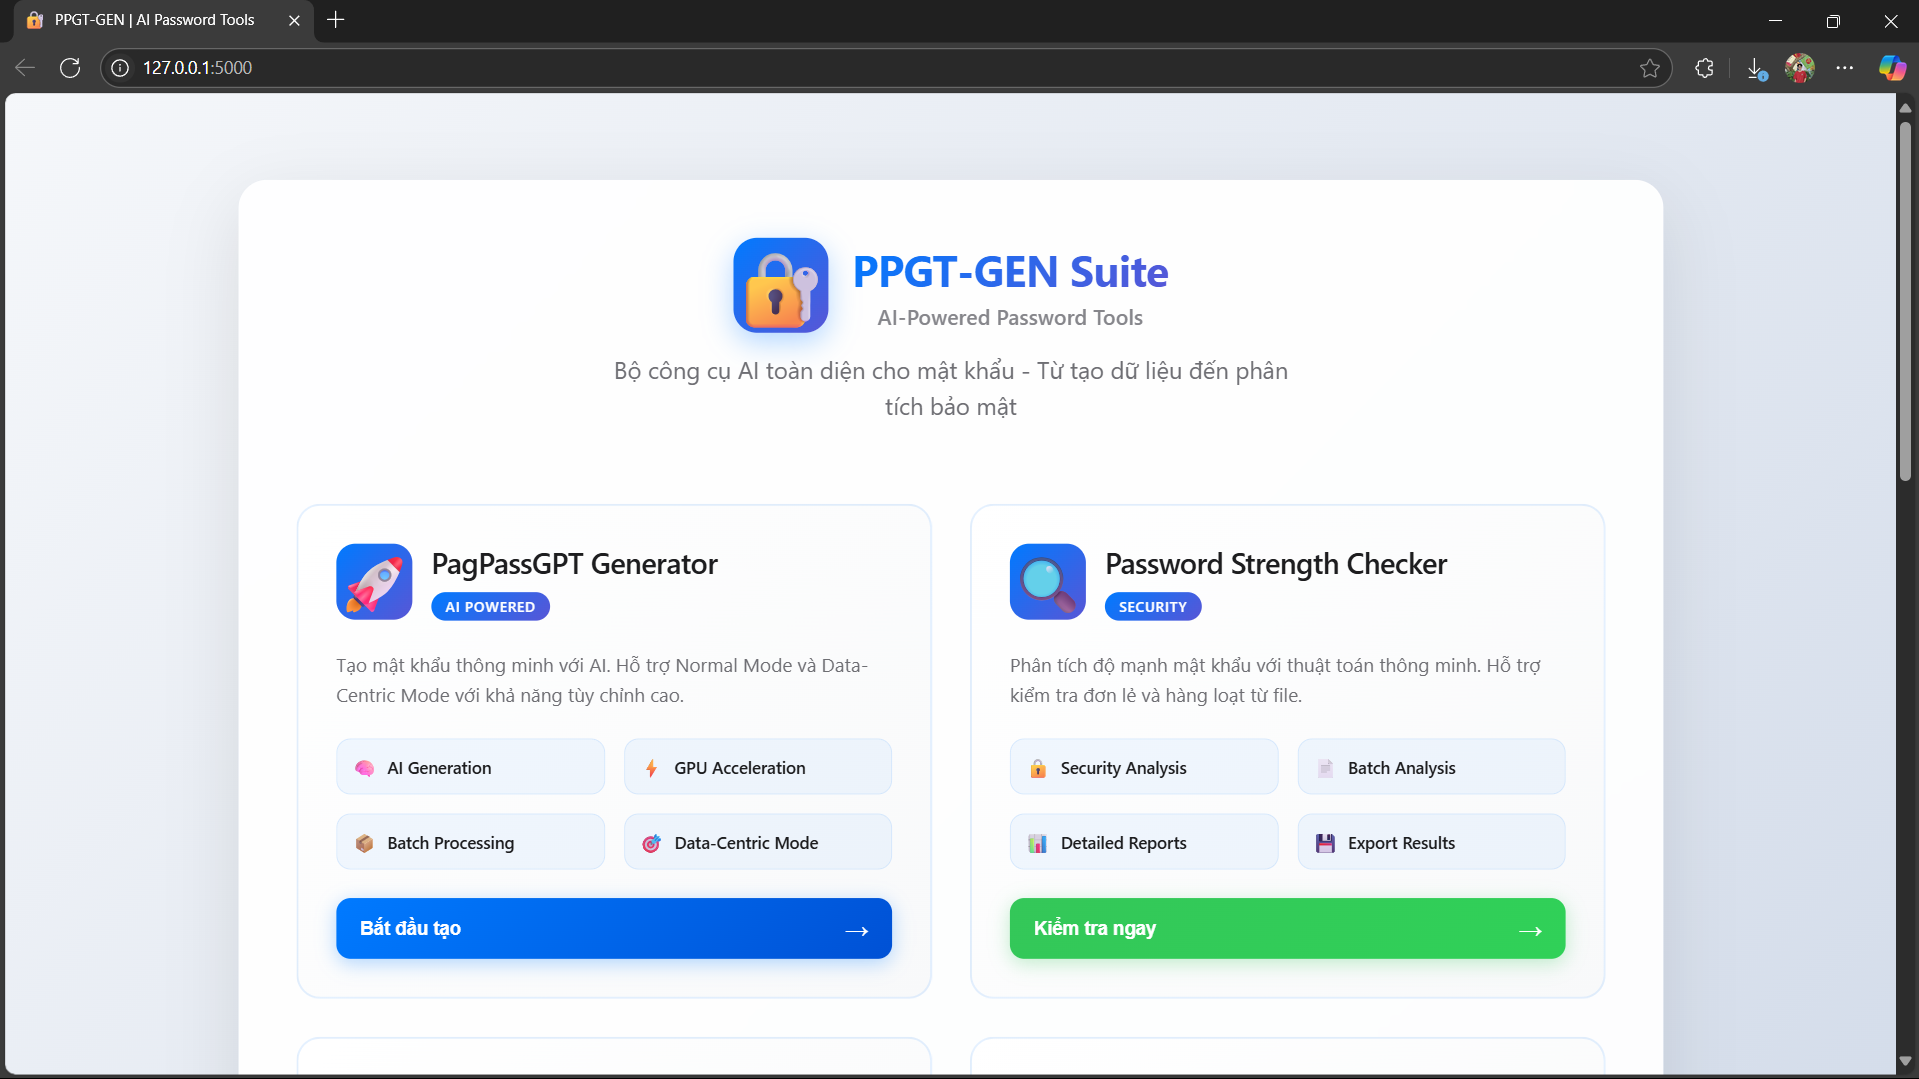 PPGT-GEN | AI Password Tools
127.0.0.1:5000
PPGT-GEN Suite
AI-Powered Password Tools
Bộ công cụ AI toàn diện cho mật khẩu - Từ tạo dữ liệu đến phân
tích bảo mật
PagPassGPT Generator
AI POWERED
Tạo mật khẩu thông minh với AI. Hỗ trợ Normal Mode và Data-
Centric Mode với khả năng tùy chỉnh cao.
AI Generation
GPU Acceleration
Batch Processing
Data-Centric Mode
Bắt đầu tạo →
Password Strength Checker
SECURITY
Phân tích độ mạnh mật khẩu với thuật toán thông minh. Hỗ trợ
kiểm tra đơn lẻ và hàng loạt từ file.
Security Analysis
Batch Analysis
Detailed Reports
Export Results
Kiểm tra ngay →